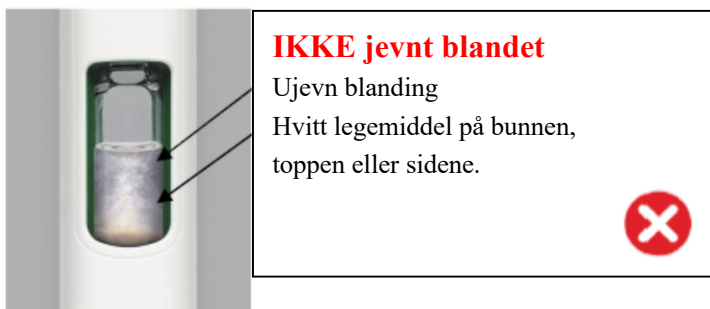 IKKE jevnt blandet
Ujevn blanding
Hvitt legemiddel på bunnen,
toppen eller sidene.